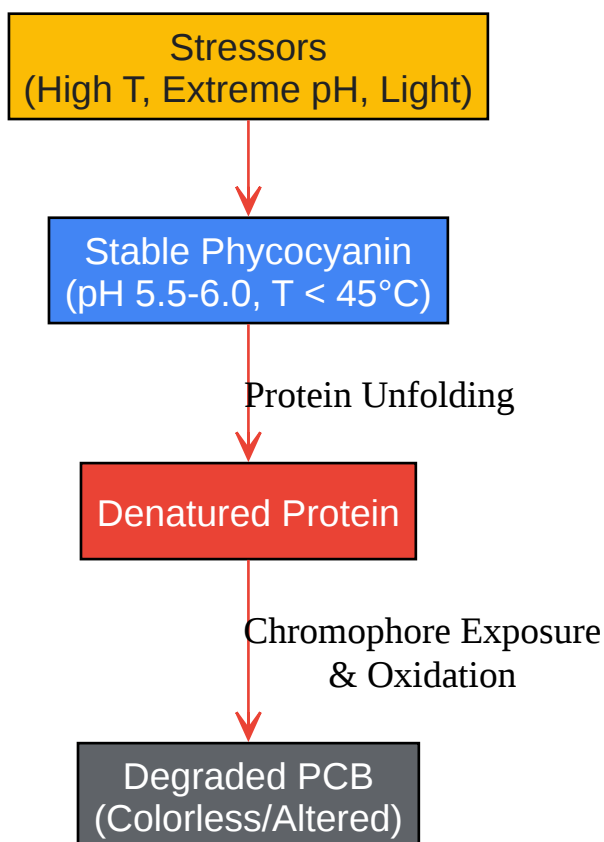 Stressors
(High T, Extreme pH, Light)
Stable Phycocyanin
(pH 5.5-6.0, T < 45°C)
Protein Unfolding
Denatured Protein
Chromophore Exposure
& Oxidation
Degraded PCB
(Colorless/Altered)